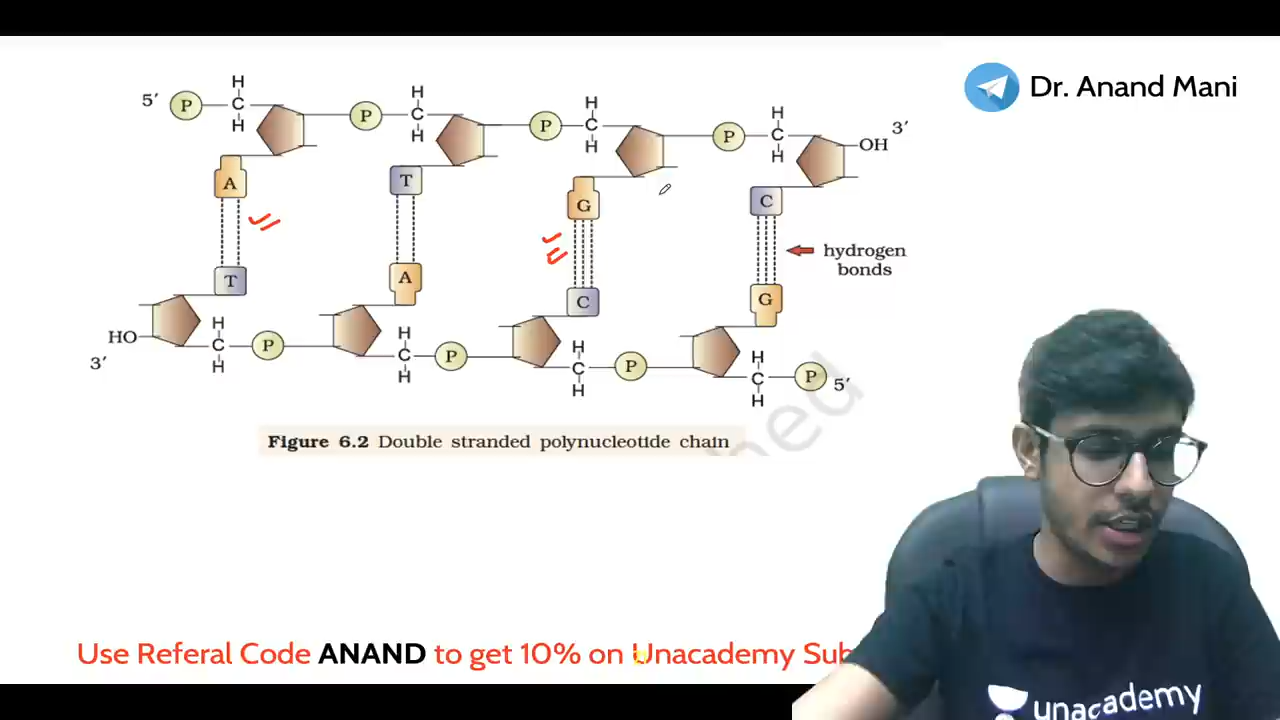 Dr. Anand Mani
5′ P H C H P H C H P H C H P H C H OH 3′
A T G C
hydrogen
bonds
T A C G
HO H C H P H C H P H C H P H C H P 5′
3′
Figure 6.2 Double stranded polynucleotide chain
hed
Use Referal Code ANAND to get 10% on Unacademy Sub
unacademy